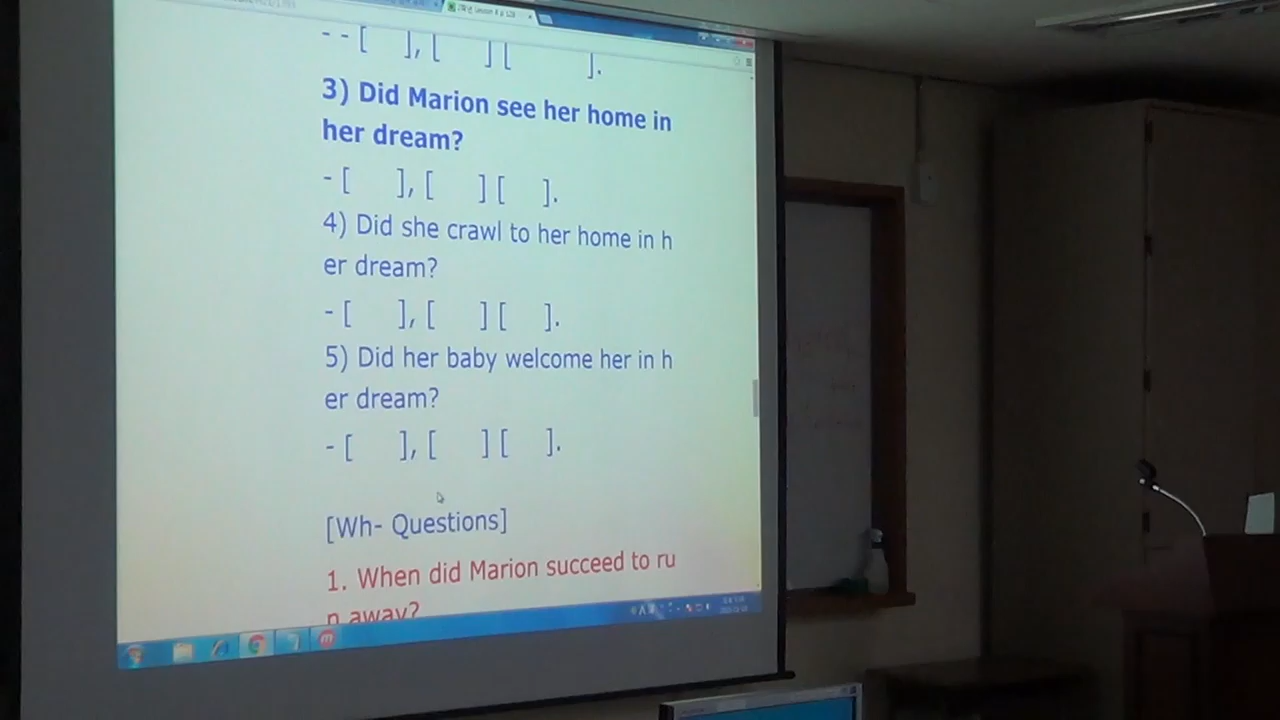 - - [ ], [ ] [ ].
3) Did Marion see her home in
her dream?
- [ ], [ ] [ ].
4) Did she crawl to her home in h
er dream?
- [ ], [ ] [ ].
5) Did her baby welcome her in h
er dream?
- [ ], [ ] [ ].
[Wh- Questions]
1. When did Marion succeed to ru
n away?